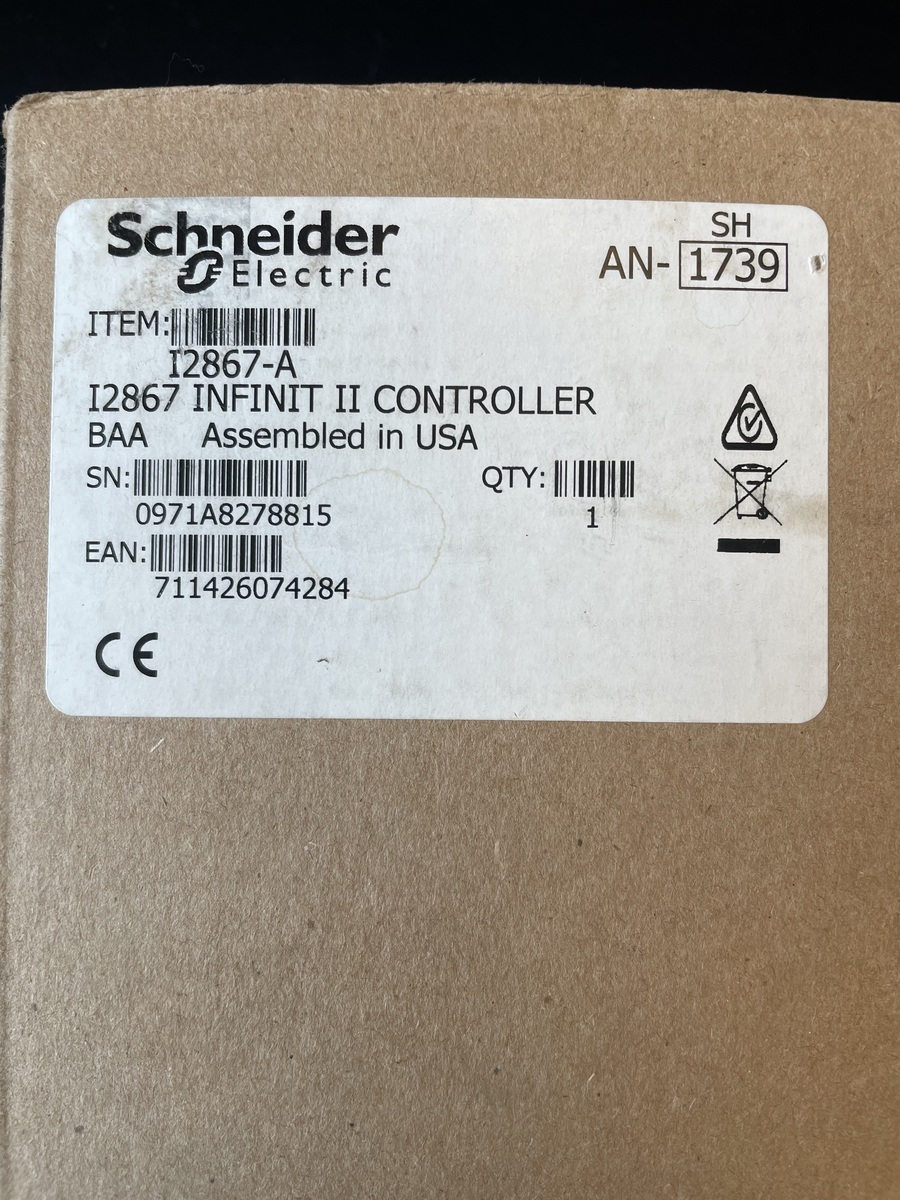 Schneider
Electric
SH
AN-1739
ITEM:
I2867-A
I2867 INFINIT II CONTROLLER
BAA Assembled in USA
SN:
0971A8278815
QTY:
1
EAN:
711426074284
CE